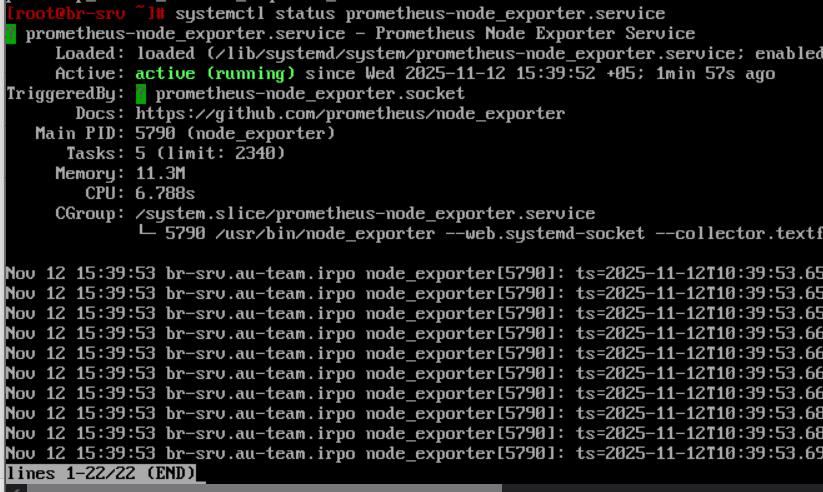 [root@br-srv ~]# systemctl status prometheus-node_exporter.service
? prometheus-node_exporter.service - Prometheus Node Exporter Service
Loaded: loaded (/lib/systemd/system/prometheus-node_exporter.service; enabled
Active: active (running) since Wed 2025-11-12 15:39:52 +05; 1min 57s ago
TriggeredBy: ? prometheus-node_exporter.socket
Docs: https://github.com/prometheus/node_exporter
Main PID: 5790 (node_exporter)
Tasks: 5 (limit: 2340)
Memory: 11.3M
CPU: 6.788s
CGroup: /system.slice/prometheus-node_exporter.service
└─ 5790 /usr/bin/node_exporter --web.systemd-socket --collector.textf
Nov 12 15:39:53 br-srv.au-team.irpo node_exporter[5790]: ts=2025-11-12T10:39:53.65
Nov 12 15:39:53 br-srv.au-team.irpo node_exporter[5790]: ts=2025-11-12T10:39:53.65
Nov 12 15:39:53 br-srv.au-team.irpo node_exporter[5790]: ts=2025-11-12T10:39:53.65
Nov 12 15:39:53 br-srv.au-team.irpo node_exporter[5790]: ts=2025-11-12T10:39:53.66
Nov 12 15:39:53 br-srv.au-team.irpo node_exporter[5790]: ts=2025-11-12T10:39:53.66
Nov 12 15:39:53 br-srv.au-team.irpo node_exporter[5790]: ts=2025-11-12T10:39:53.66
Nov 12 15:39:53 br-srv.au-team.irpo node_exporter[5790]: ts=2025-11-12T10:39:53.66
Nov 12 15:39:53 br-srv.au-team.irpo node_exporter[5790]: ts=2025-11-12T10:39:53.68
Nov 12 15:39:53 br-srv.au-team.irpo node_exporter[5790]: ts=2025-11-12T10:39:53.68
Nov 12 15:39:53 br-srv.au-team.irpo node_exporter[5790]: ts=2025-11-12T10:39:53.69
lines 1-22/22 (END)